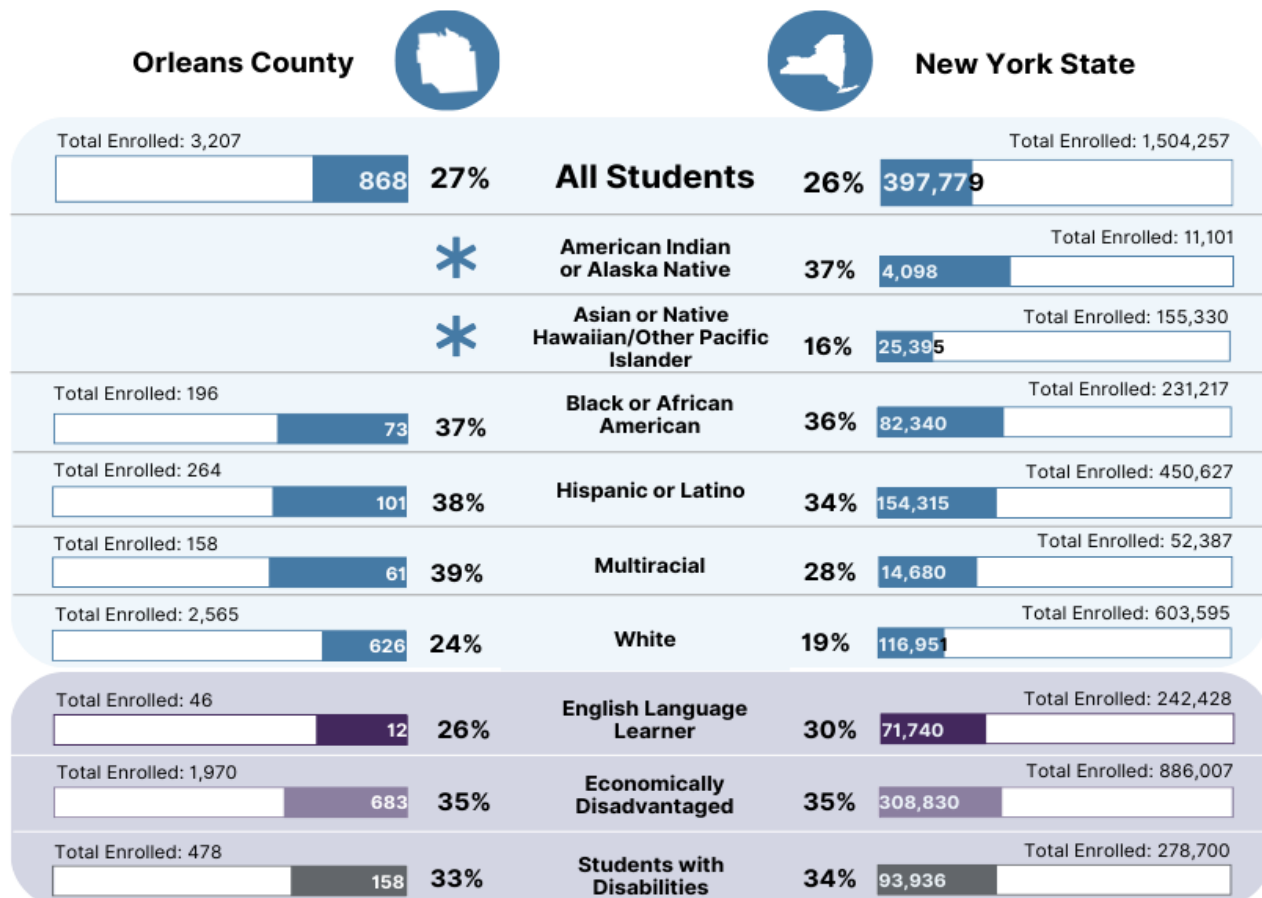 Orleans County
New York State
Total Enrolled: 3,207
Total Enrolled: 1,504,257
868 27% All Students 26% 397,779
Total Enrolled: 11,101
* American Indian
or Alaska Native 37% 4,098
Total Enrolled: 155,330
* Asian or Native
Hawaiian/Other Pacific
Islander 16% 25,395
Total Enrolled: 196
Total Enrolled: 231,217
73 37% Black or African
American 36% 82,340
Total Enrolled: 264
Total Enrolled: 450,627
101 38% Hispanic or Latino 34% 154,315
Total Enrolled: 158
Total Enrolled: 52,387
61 39% Multiracial 28% 14,680
Total Enrolled: 2,565
Total Enrolled: 603,595
626 24% White 19% 116,951
Total Enrolled: 46
Total Enrolled: 242,428
12 26% English Language
Learner 30% 71,740
Total Enrolled: 1,970
Total Enrolled: 886,007
683 35% Economically
Disadvantaged 35% 308,830
Total Enrolled: 478
Total Enrolled: 278,700
158 33% Students with
Disabilities 34% 93,936